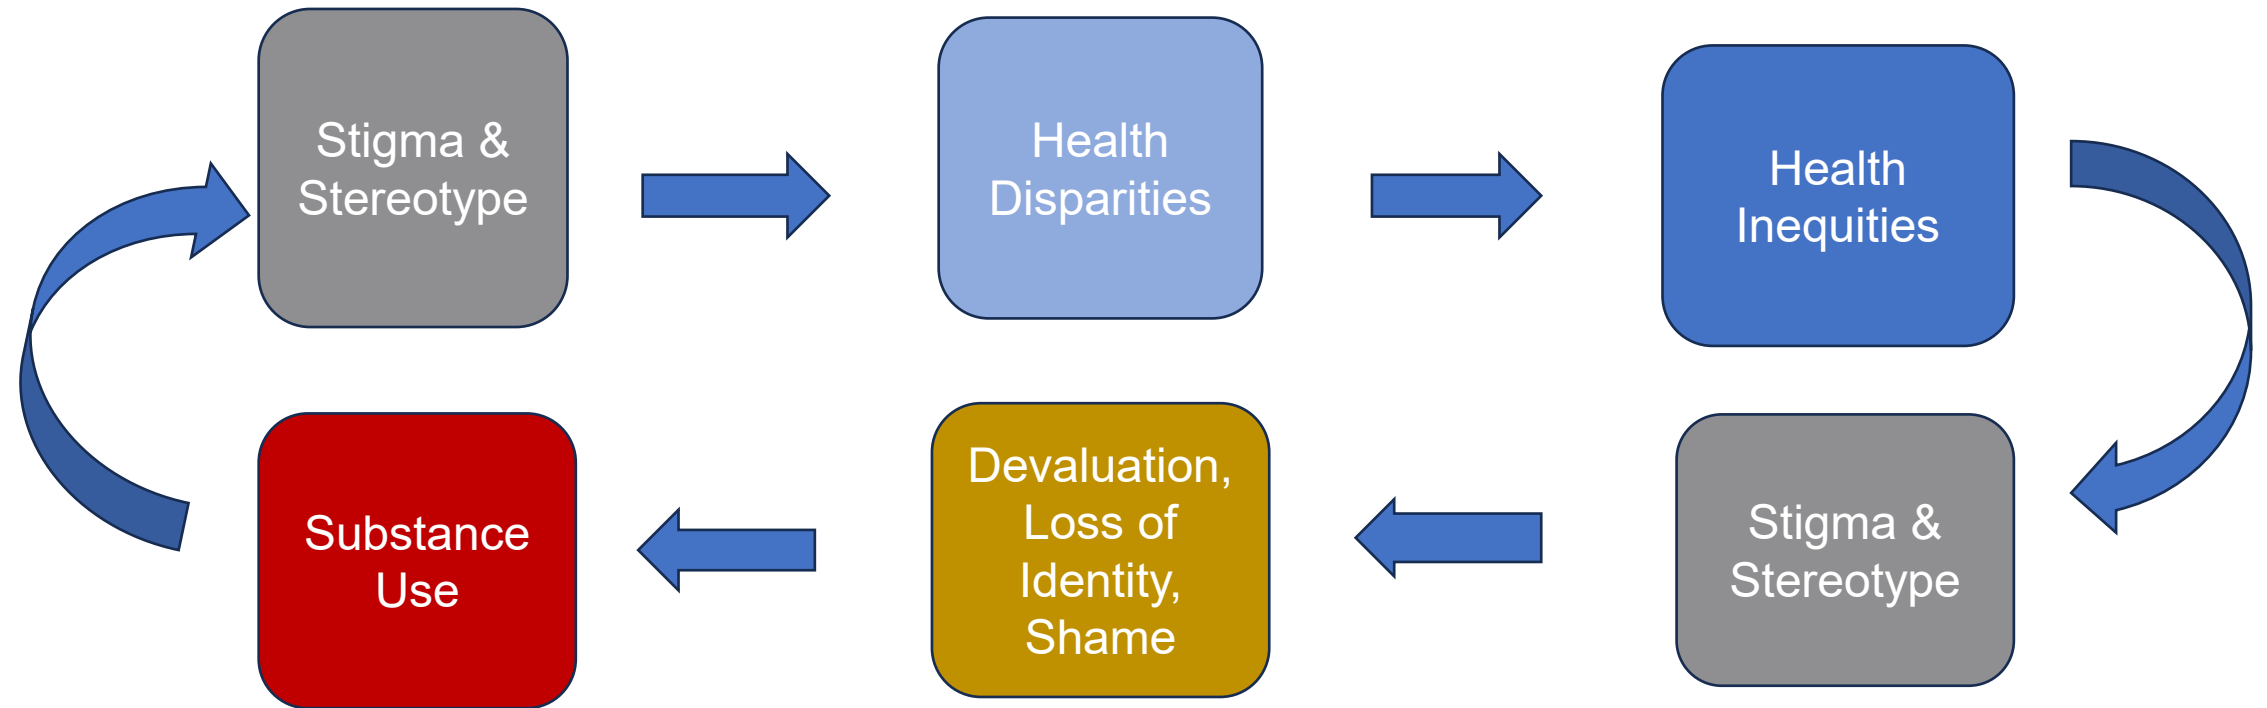 Stigma &
Stereotype
Health
Disparities
Health
Inequities
Substance
Use
Devaluation,
Loss of
Identity,
Shame
Stigma &
Stereotype